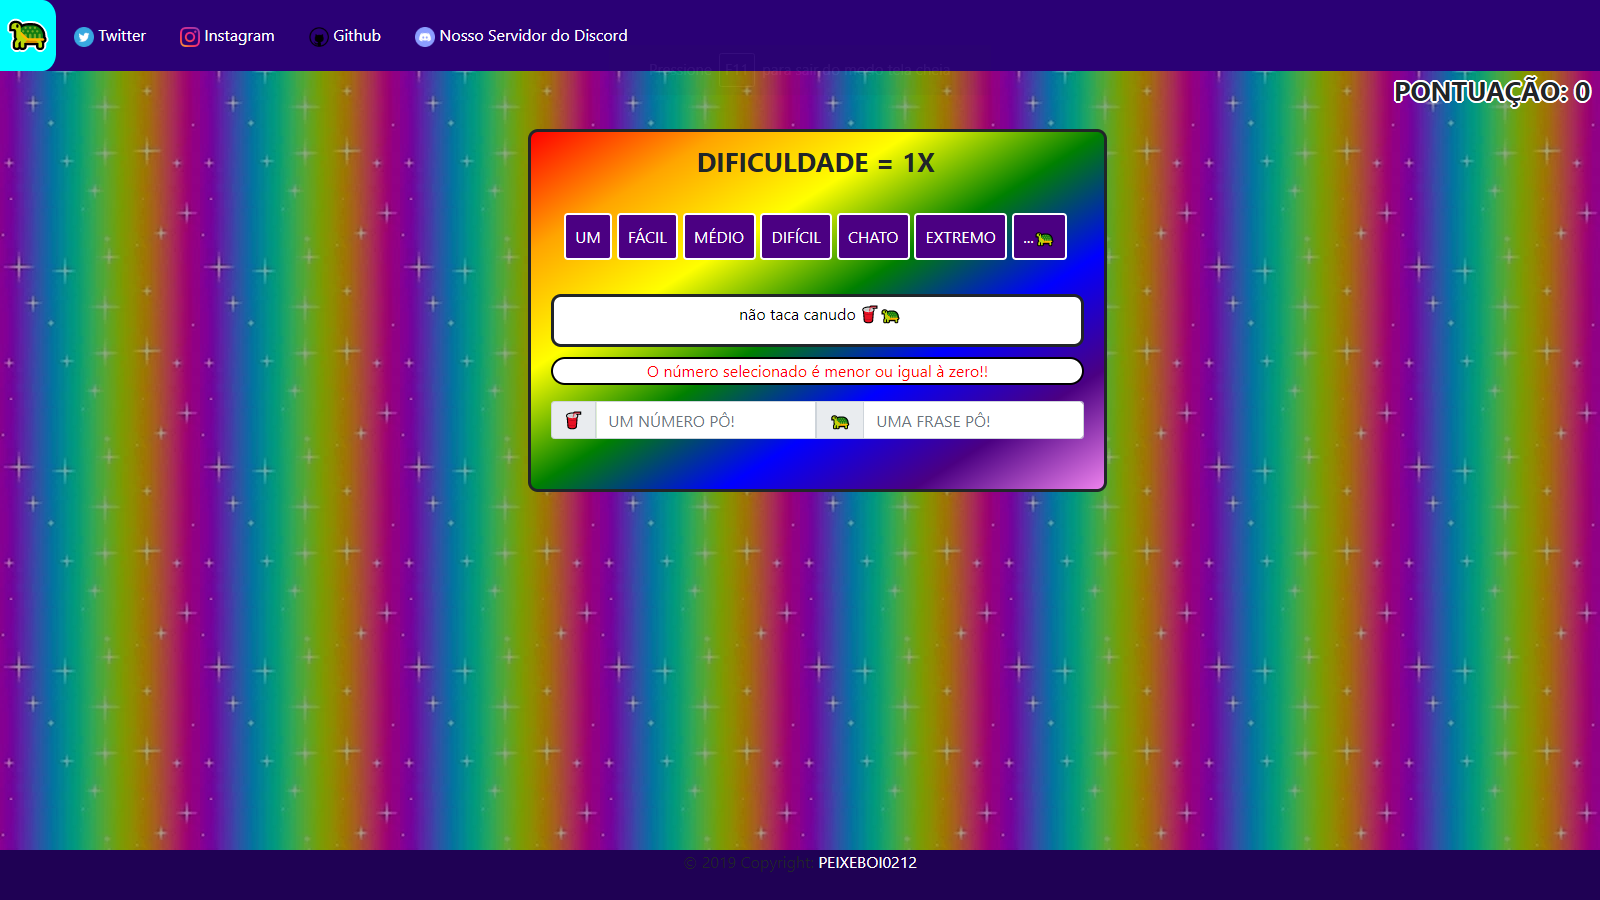 Twitter Instagram Github Nosso Servidor do Discord
Pressione F11 para sair do modo tela cheia
PONTUAÇÃO: 0
DIFICULDADE = 1X
UM FÁCIL MÉDIO DIFÍCIL CHATO EXTREMO ...🐢
não taca canudo 🥤🐢
O número selecionado é menor ou igual à zero!!
🥤 UM NÚMERO PÔ! 🐢 UMA FRASE PÔ!
© 2019 Copyright: PEIXEBOI0212